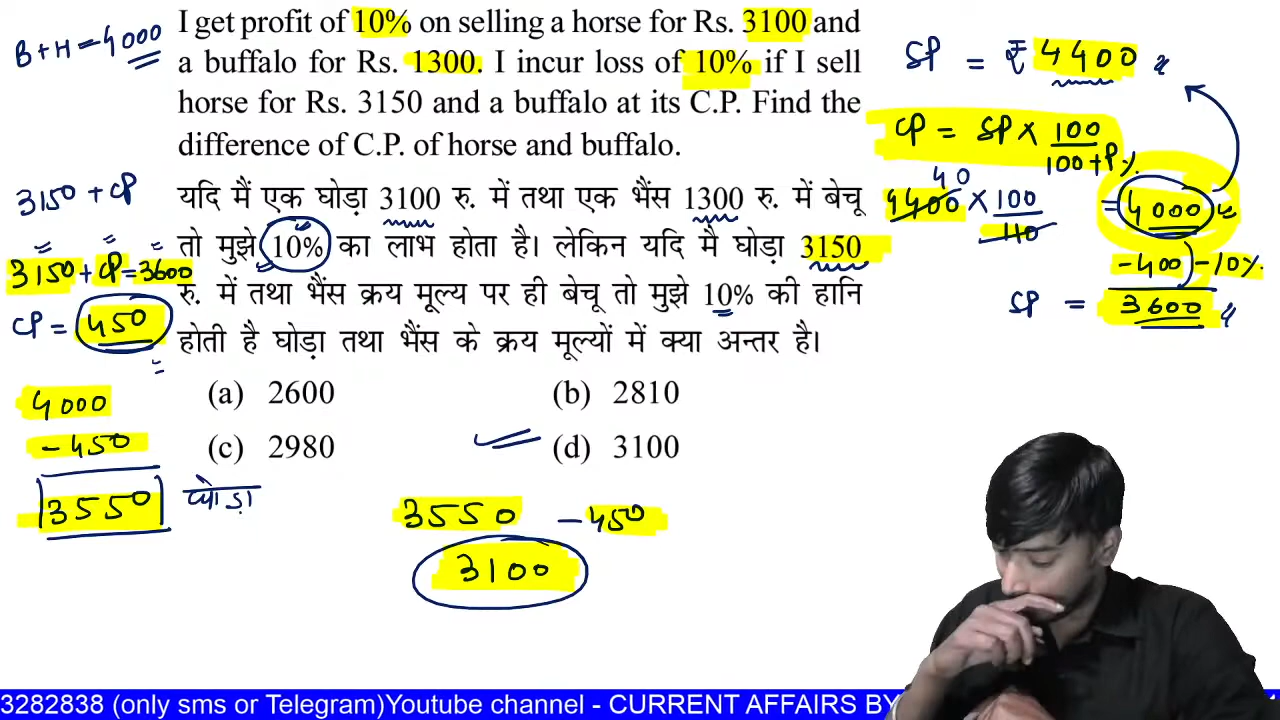 B+H=4000
I get profit of 10% on selling a horse for Rs. 3100 and
a buffalo for Rs. 1300. I incur loss of 10% if I sell
horse for Rs. 3150 and a buffalo at its C.P. Find the
difference of C.P. of horse and buffalo.
यदि मैं एक घोड़ा 3100 रु. में तथा एक भैंस 1300 रु. में बेचू
तो मुझे 10% का लाभ होता है। लेकिन यदि मै घोड़ा 3150
रु. में तथा भैंस क्रय मूल्य पर ही बेचू तो मुझे 10% की हानि
होती है घोड़ा तथा भैंस के क्रय मूल्यों में क्या अन्तर है।
(a) 2600
(b) 2810
(c) 2980
(d) 3100
3150 + CP
3150 + CP = 3600
CP = 450
4000
-450
3550 घोड़ा
3550 - 450
3100
SP = ₹ 4400
CP = SP × 100
100+P%
40
4400 × 100
110
= 4000
-400 -10%
SP = 3600
3282838 (only sms or Telegram)Youtube channel - CURRENT AFFAIRS BY